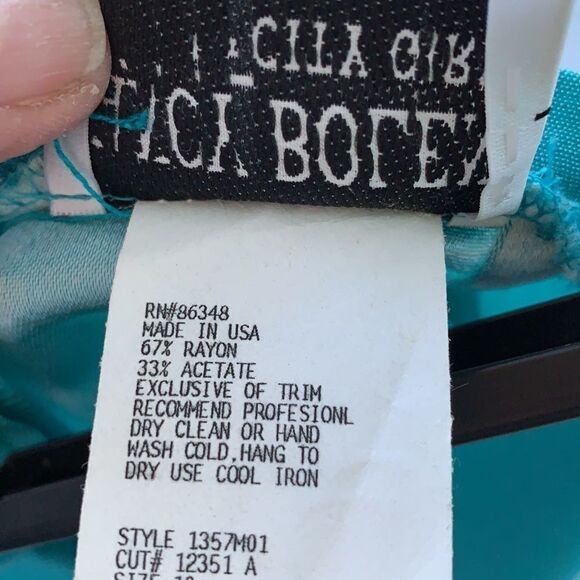 RN#86348
MADE IN USA
67% RAYON
33% ACETATE
EXCLUSIVE OF TRIM
RECOMMEND PROFESIONL
DRY CLEAN OR HAND
WASH COLD,HANG TO
DRY USE COOL IRON
STYLE 1357M01
CUT# 12351 A